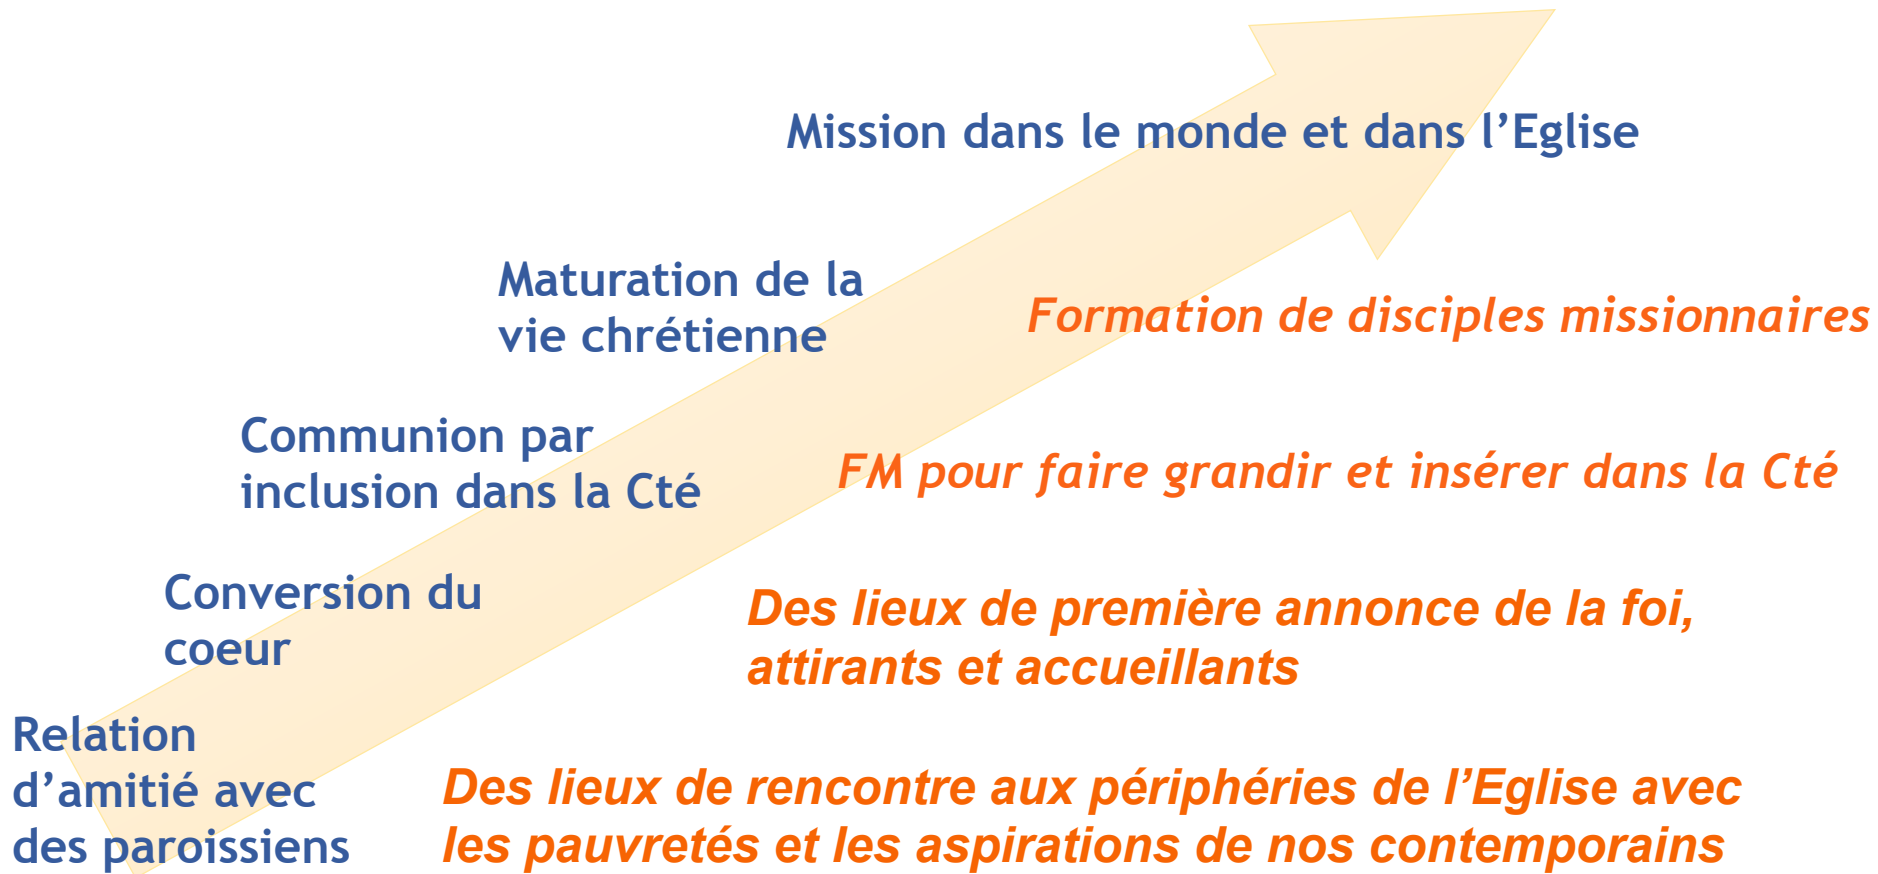 Mission dans le monde et dans l’Eglise
Maturation de la
vie chrétienne
Formation de disciples missionnaires
Communion par
inclusion dans la Cté
FM pour faire grandir et insérer dans la Cté
Conversion du
coeur
Des lieux de première annonce de la foi,
attirants et accueillants
Relation
d’amitié avec
des paroissiens
Des lieux de rencontre aux périphéries de l’Eglise avec
les pauvretés et les aspirations de nos contemporains